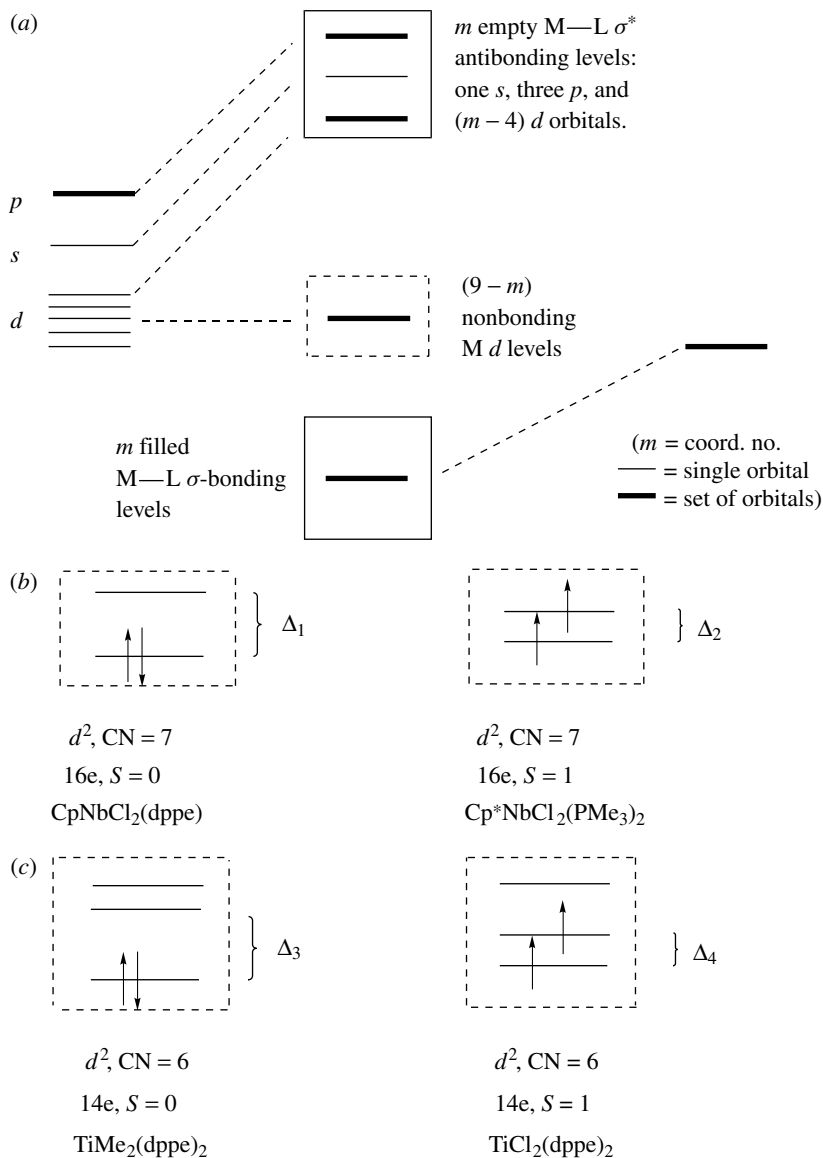 (a)
m empty M—L σ*
antibonding levels:
one s, three p, and
(m − 4) d orbitals.
p
s
d
(9 − m)
nonbonding
M d levels
m filled
M—L σ-bonding
levels
(m = coord. no.
= single orbital
= set of orbitals)
(b)
Δ1
Δ2
d², CN = 7
16e, S = 0
CpNbCl₂(dppe)
d², CN = 7
16e, S = 1
Cp*NbCl₂(PMe₃)₂
(c)
Δ3
Δ4
d², CN = 6
14e, S = 0
TiMe₂(dppe)₂
d², CN = 6
14e, S = 1
TiCl₂(dppe)₂